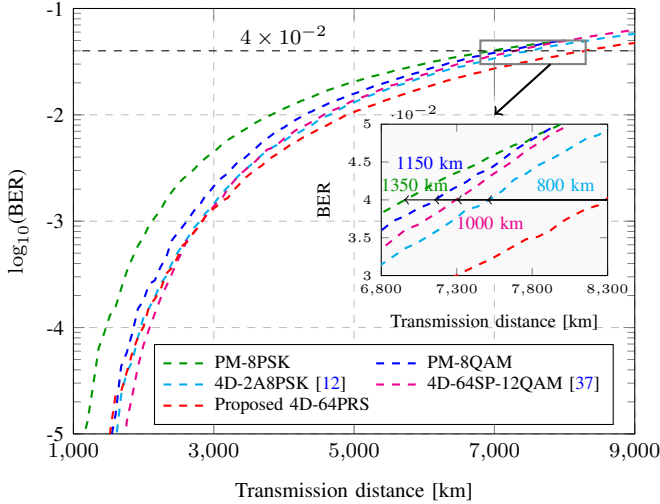 -1
4 × 10⁻²
-2
·10⁻²
5
1150 km
4.5
1350 km
800 km
BER
4
1000 km
3.5
3
6,800
7,300
7,800
8,300
Transmission distance [km]
log₁₀(BER)
-3
-4
PM-8PSK
PM-8QAM
4D-2A8PSK [12]
4D-64SP-12QAM [37]
Proposed 4D-64PRS
-5
1,000
3,000
5,000
7,000
9,000
Transmission distance [km]